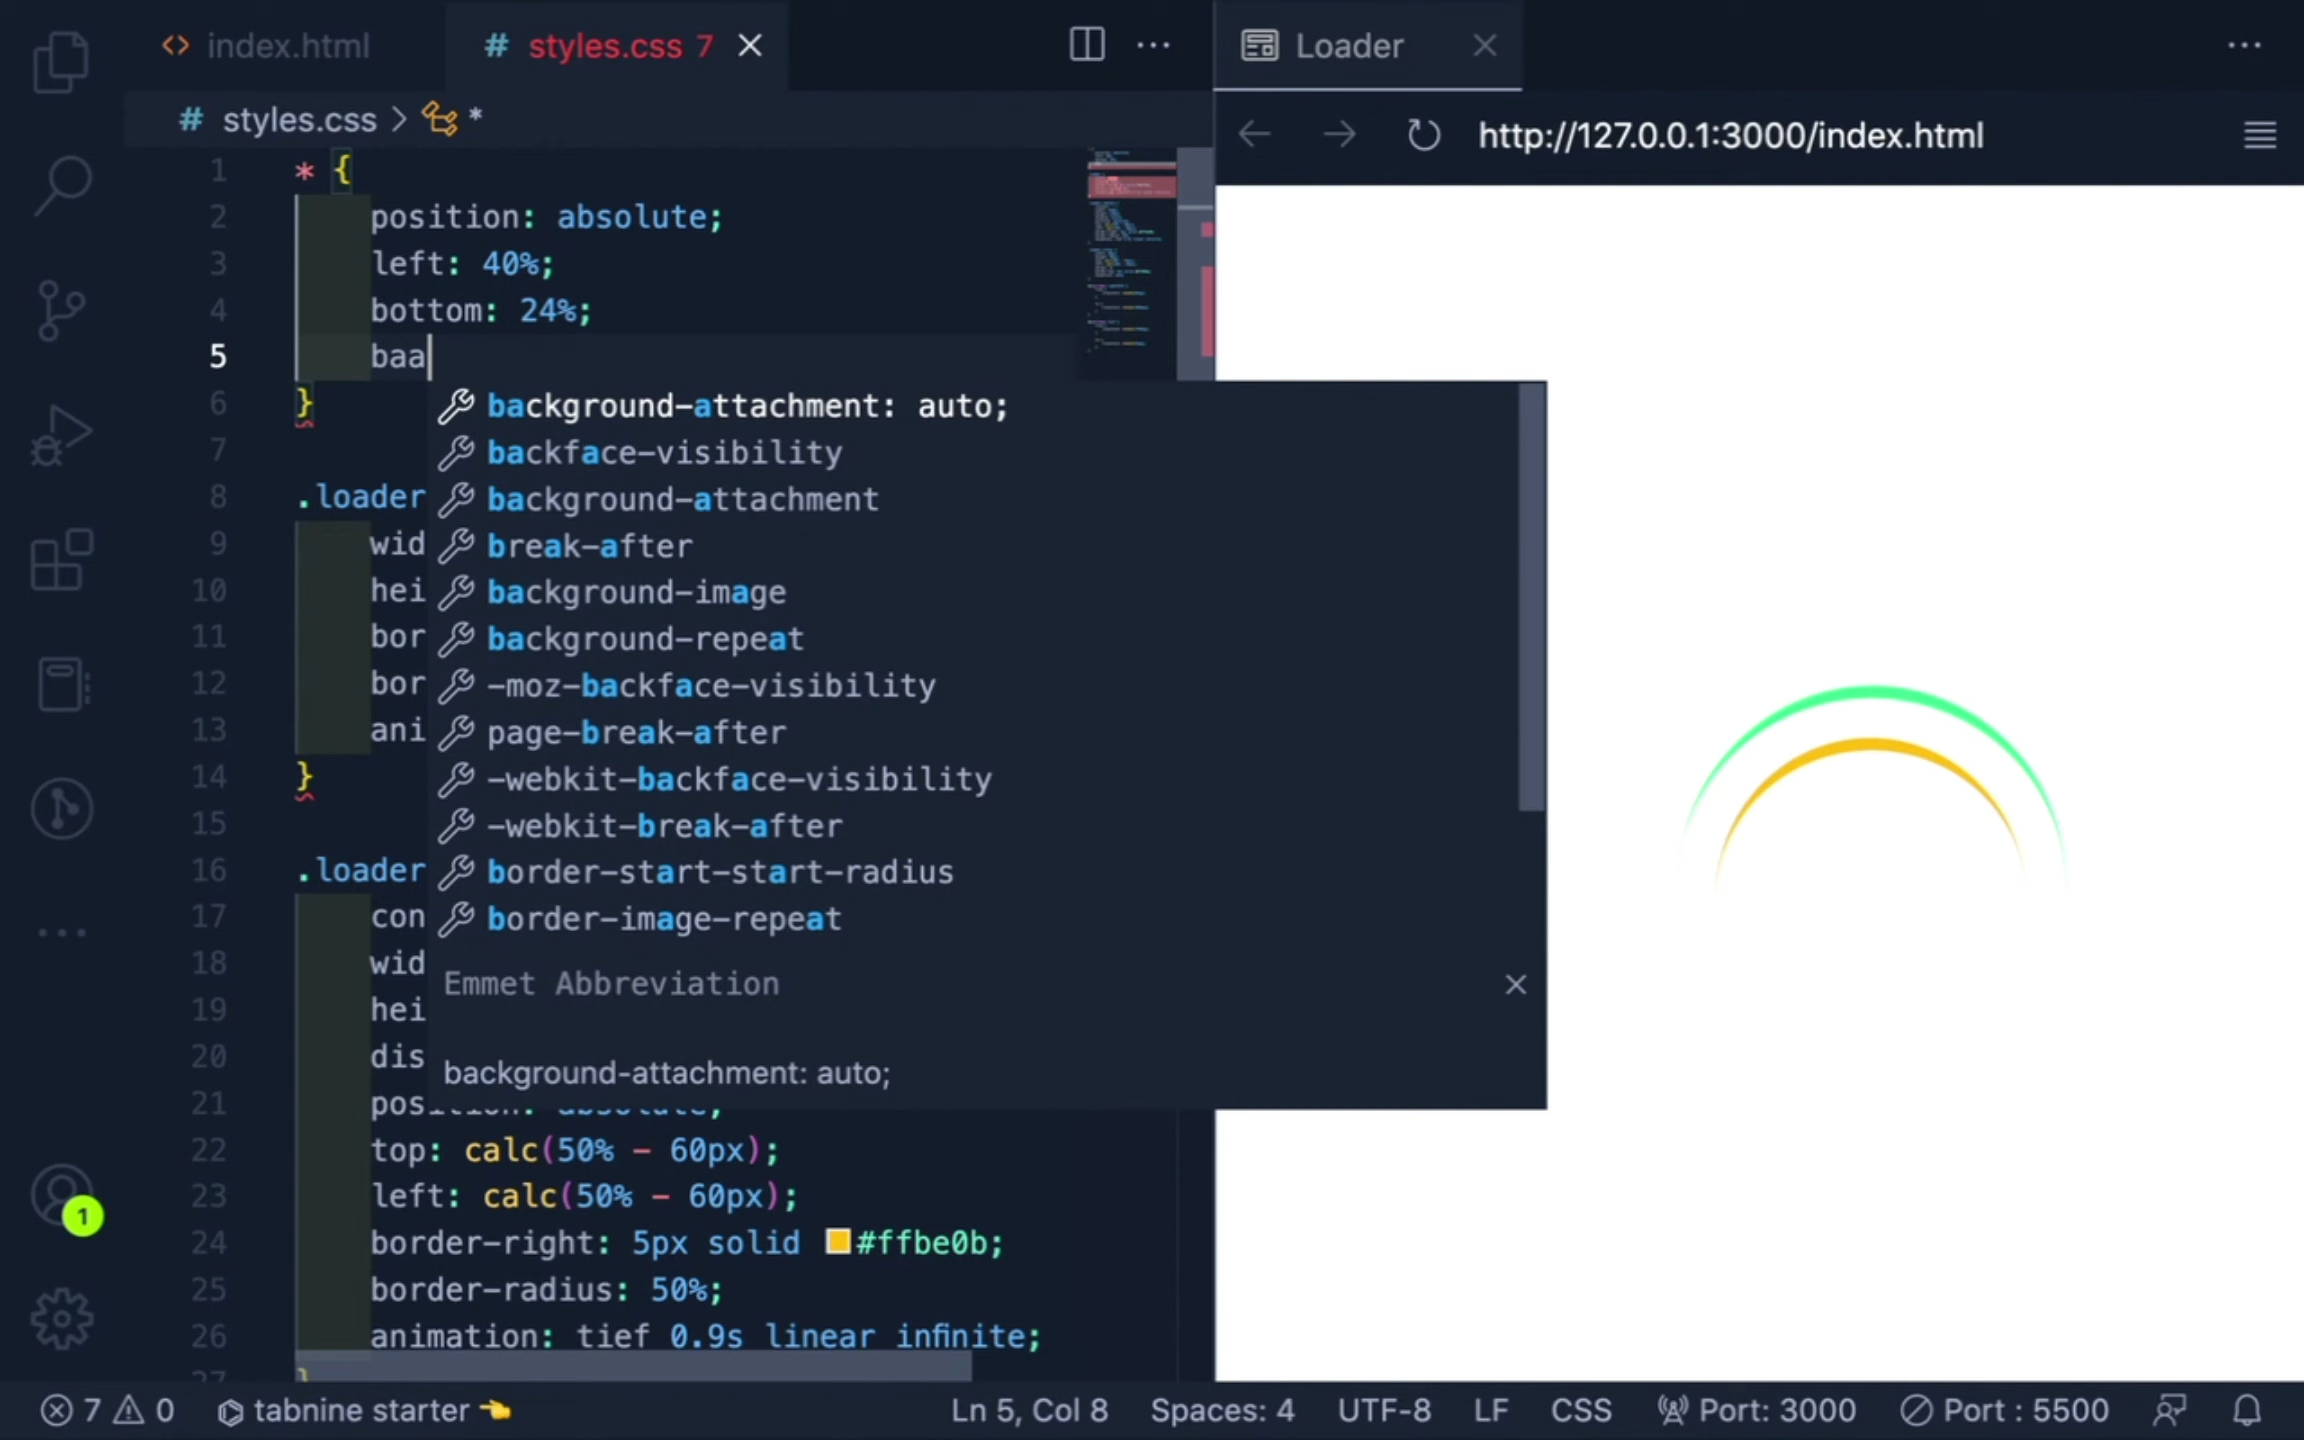 index.html
styles.css 7
Loader
styles.css > *
http://127.0.0.1:3000/index.html
1 * {
2 position: absolute;
3 left: 40%;
4 bottom: 24%;
5 baa
6 }
background-attachment: auto;
7
backface-visibility
8 .loader
background-attachment
9 wid
break-after
10 hei
background-image
11 bor
background-repeat
12 bor
-moz-backface-visibility
13 ani
page-break-after
14 }
-webkit-backface-visibility
15
-webkit-break-after
16 .loader
border-start-start-radius
17 con
border-image-repeat
18 wid
Emmet Abbreviation
19 hei
20 dis
background-attachment: auto;
21 position: absolute;
22 top: calc(50% - 60px);
23 left: calc(50% - 60px);
24 border-right: 5px solid #ffbe0b;
25 border-radius: 50%;
26 animation: tief 0.9s linear infinite;
27 }
1
7 0 tabnine starter Ln 5, Col 8 Spaces: 4 UTF-8 LF CSS Port: 3000 Port : 5500